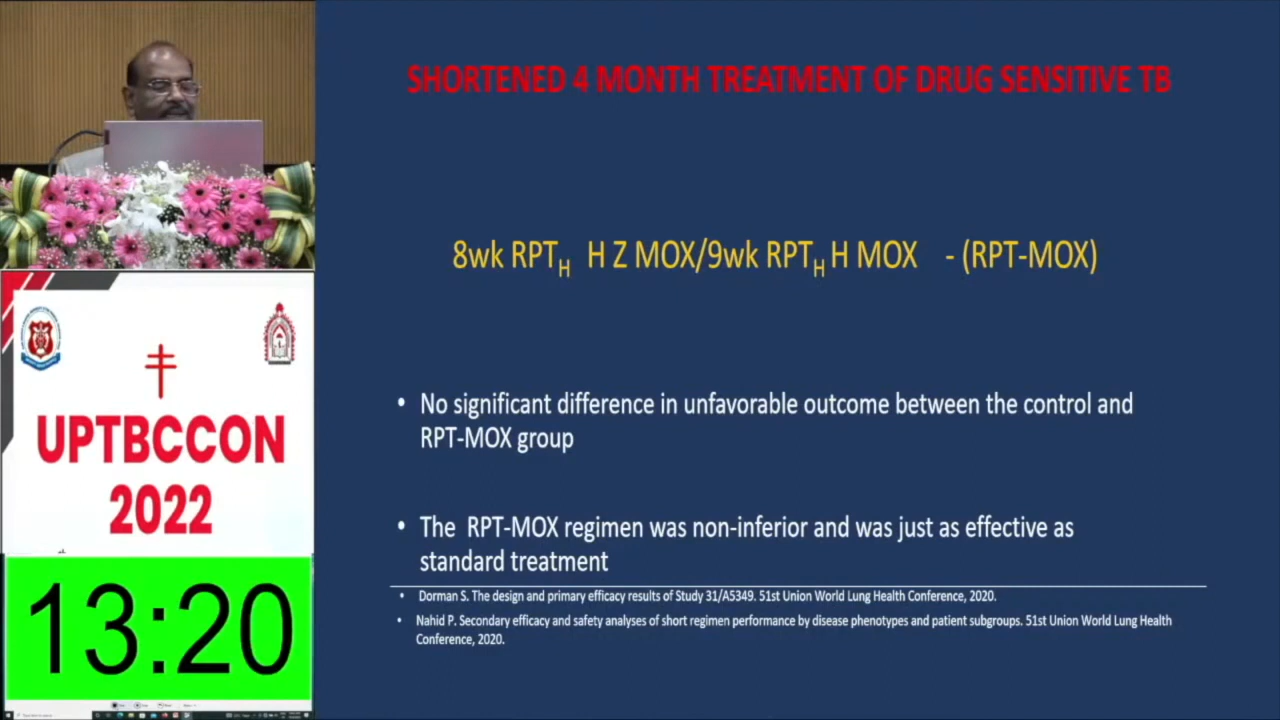 SHORTENED 4 MONTH TREATMENT OF DRUG SENSITIVE TB
8wk RPTH H Z MOX/9wk RPTH H MOX - (RPT-MOX)
• No significant difference in unfavorable outcome between the control and
RPT-MOX group
• The RPT-MOX regimen was non-inferior and was just as effective as
standard treatment
• Dorman S. The design and primary efficacy results of Study 31/A5349. 51st Union World Lung Health Conference, 2020.
• Nahid P. Secondary efficacy and safety analyses of short regimen performance by disease phenotypes and patient subgroups. 51st Union World Lung Health
Conference, 2020.
UPTBCCON
2022
13:20